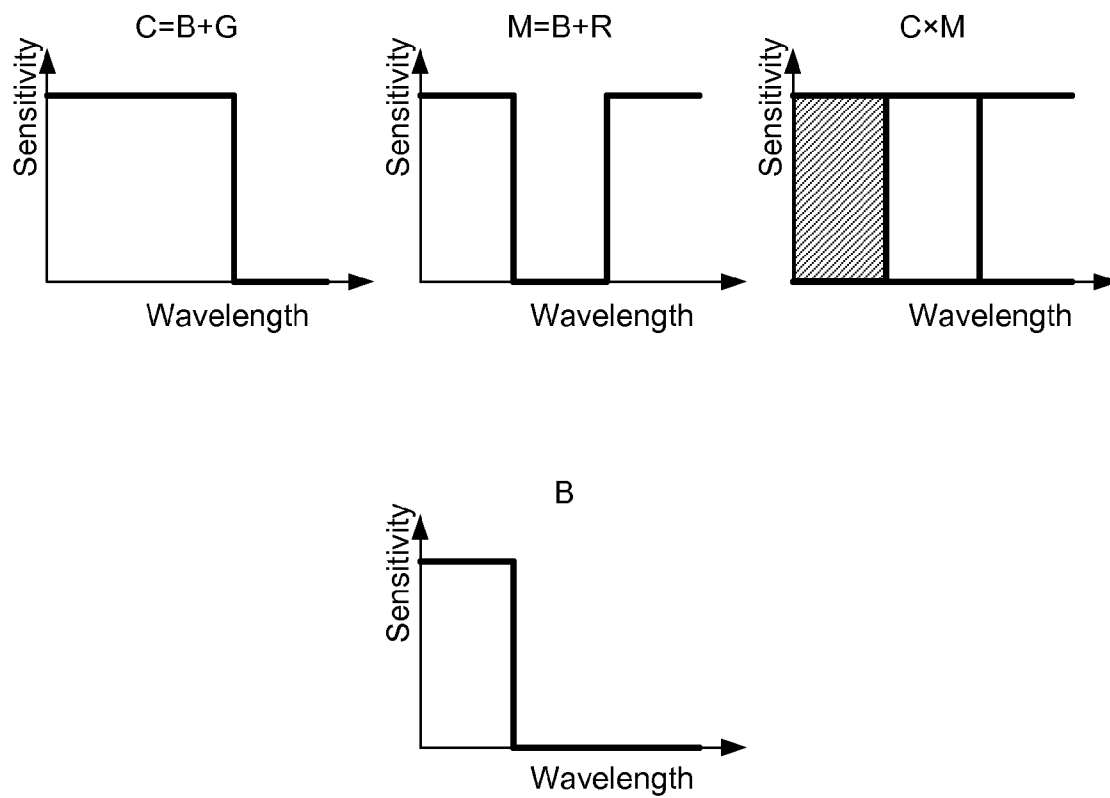 C=B+G
Sensitivity
Wavelength
M=B+R
Sensitivity
Wavelength
C×M
Sensitivity
Wavelength
B
Sensitivity
Wavelength